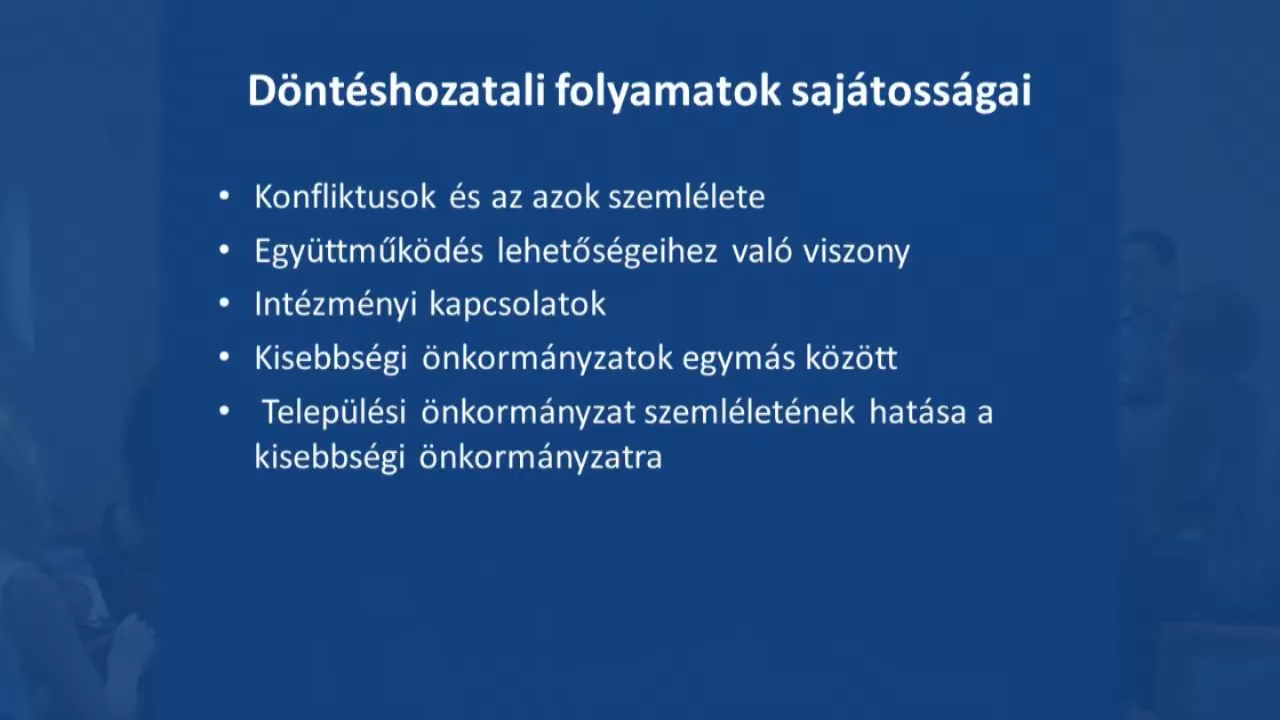 Döntéshozatali folyamatok sajátosságai
• Konfliktusok és az azok szemlélete
• Együttműködés lehetőségeihez való viszony
• Intézményi kapcsolatok
• Kisebbségi önkormányzatok egymás között
• Települési önkormányzat szemléletének hatása a
kisebbségi önkormányzatra